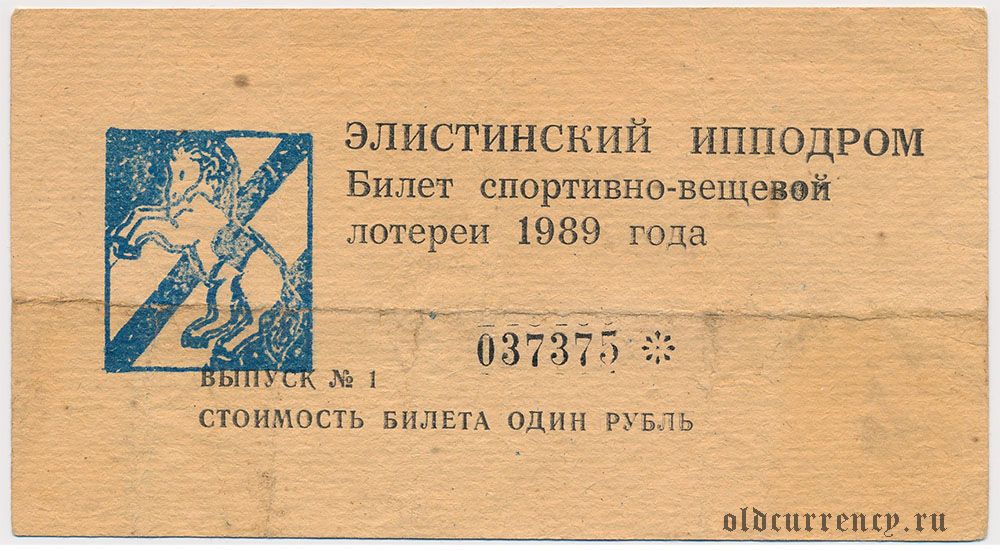 ЭЛИСТИНСКИЙ ИППОДРОМ
Билет спортивно-вещевой
лотереи 1989 года
037375 ※
ВЫПУСК № 1
СТОИМОСТЬ БИЛЕТА ОДИН РУБЛЬ
oldcurrency.ru